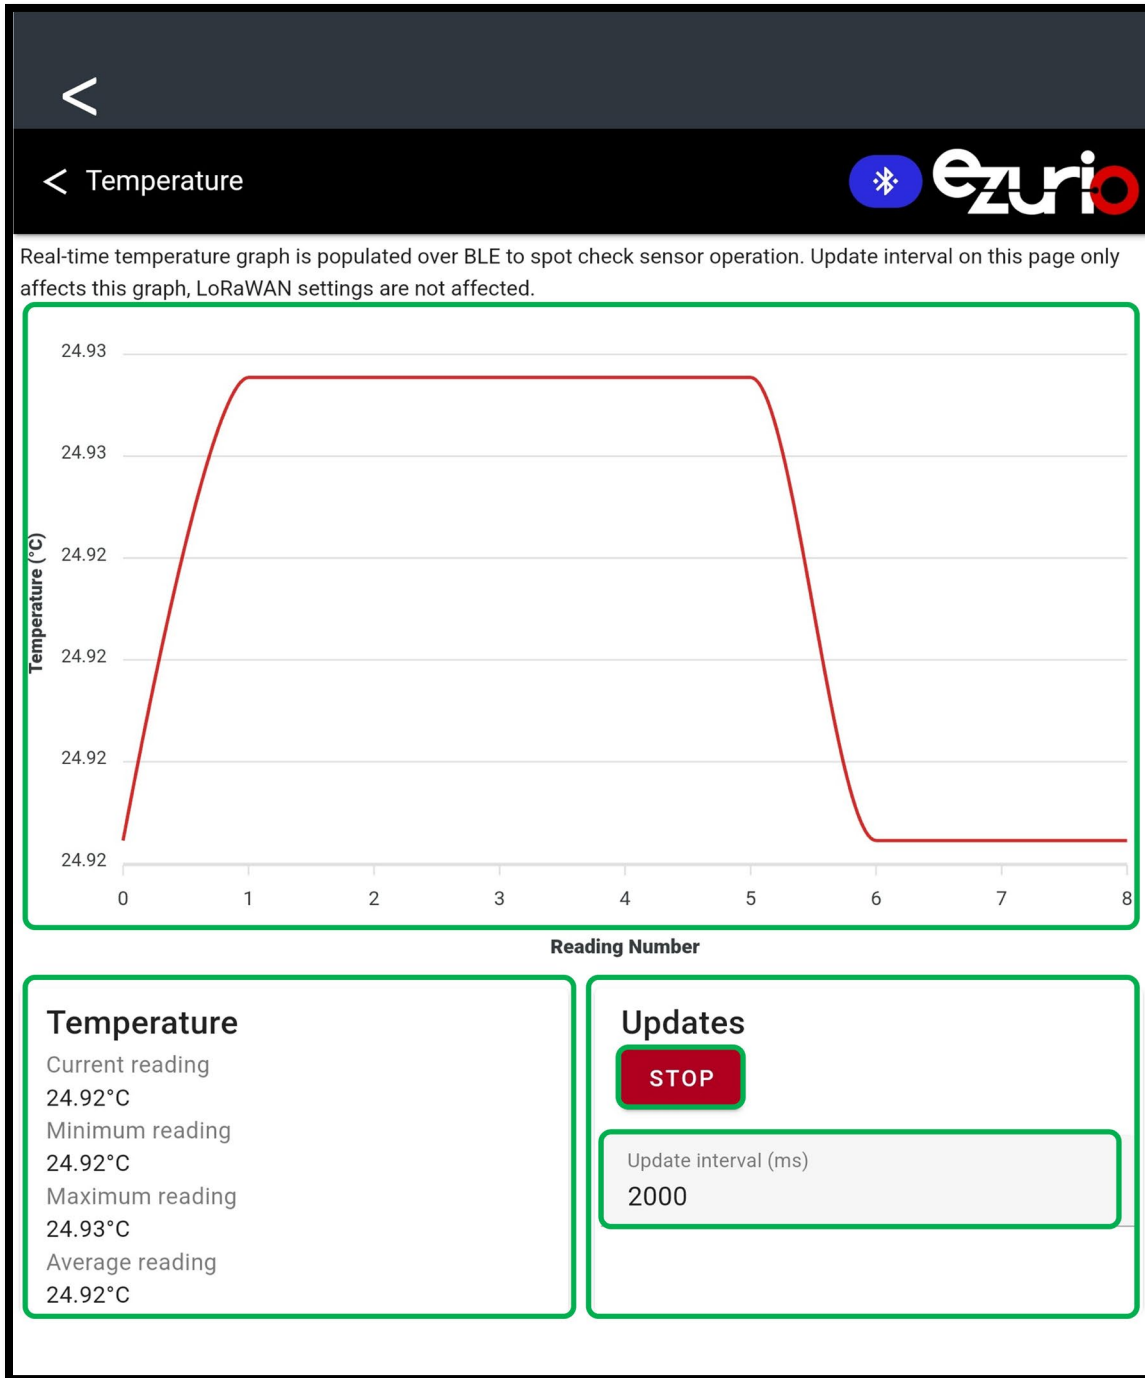 <
< Temperature
ezurio
Real-time temperature graph is populated over BLE to spot check sensor operation. Update interval on this page only
affects this graph, LoRaWAN settings are not affected.
24.93
24.93
24.92
24.92
24.92
24.92
Temperature (°C)
0 1 2 3 4 5 6 7 8
Reading Number
Temperature
Current reading
24.92°C
Minimum reading
24.92°C
Maximum reading
24.93°C
Average reading
24.92°C
Updates
STOP
Update interval (ms)
2000